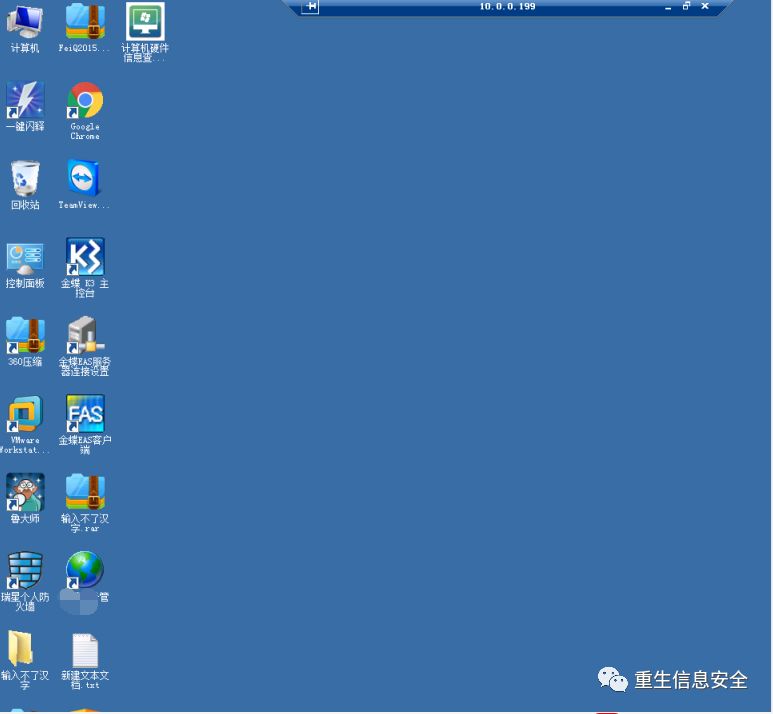 10.0.0.199
计算机
FeiQ2015...
计算机硬件
信息查...
一键闪释
Google
Chrome
回收站
TeamView...
控制面板
金蝶 K3 主
控台
K3
360压缩
金蝶EAS服务
器连接设置
VMware
Workstat...
EAS
金蝶EAS客户
端
鲁大师
输入不了汉
字.rar
瑞星个人防
火墙
管
输入不了汉
字
新建文本文
档.txt
重生信息安全